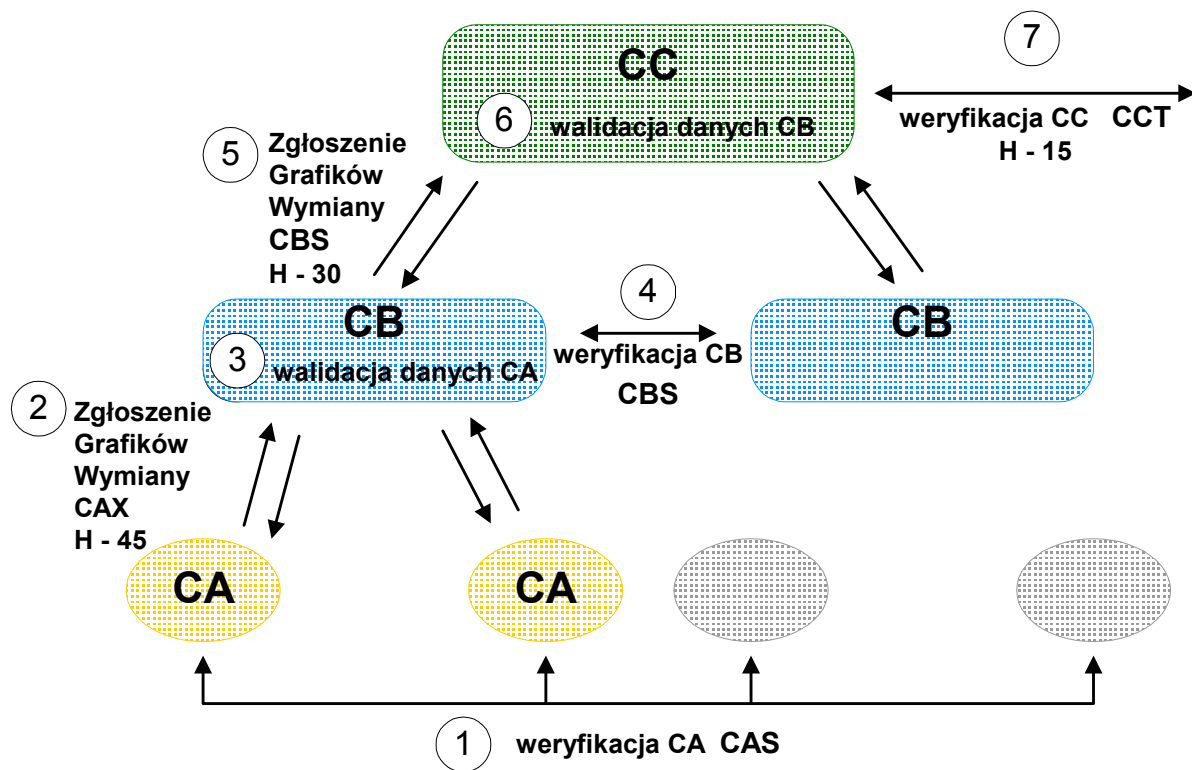 7
CC
weryfikacja CC CCT
H - 15
6 walidacja danych CB
5 Zgłoszenie
Grafików
Wymiany
CBS
H - 30
4
CB
CB
weryfikacja CB
CBS
3 walidacja danych CA
2 Zgłoszenie
Grafików
Wymiany
CAX
H - 45
CA
CA
1 weryfikacja CA CAS